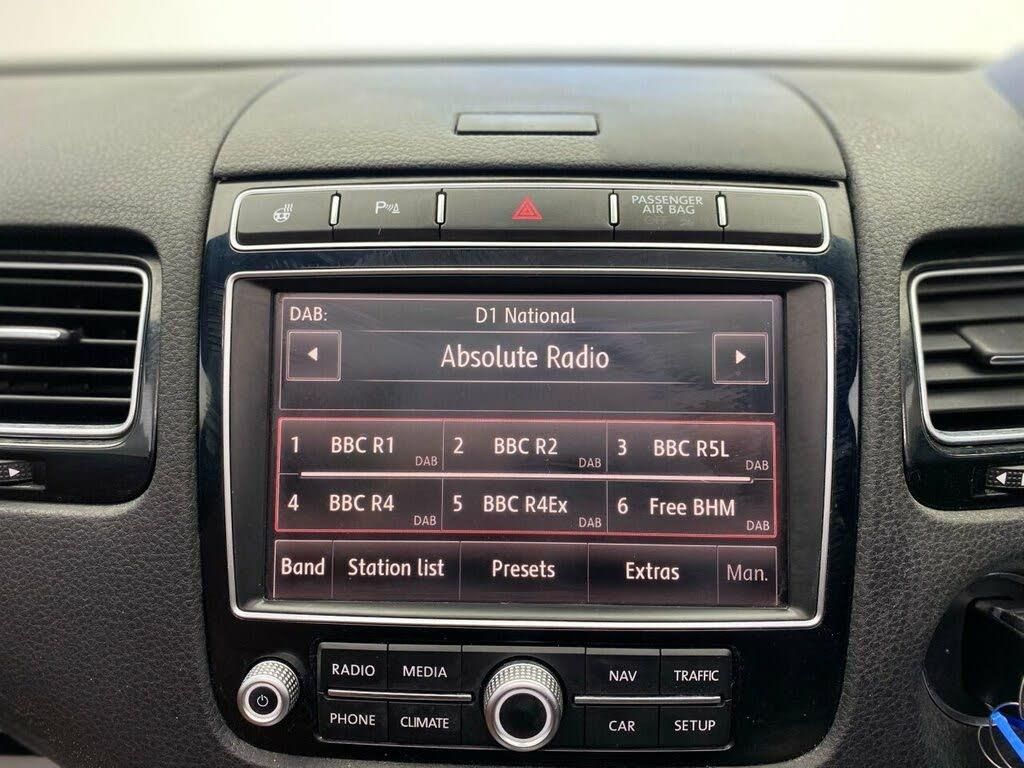 P
PASSENGER
AIR BAG
DAB: D1 National
Absolute Radio
1 BBC R1 DAB 2 BBC R2 DAB 3 BBC R5L DAB
4 BBC R4 DAB 5 BBC R4Ex DAB 6 Free BHM DAB
Band Station list Presets Extras Man.
RADIO MEDIA NAV TRAFFIC
PHONE CLIMATE CAR SETUP